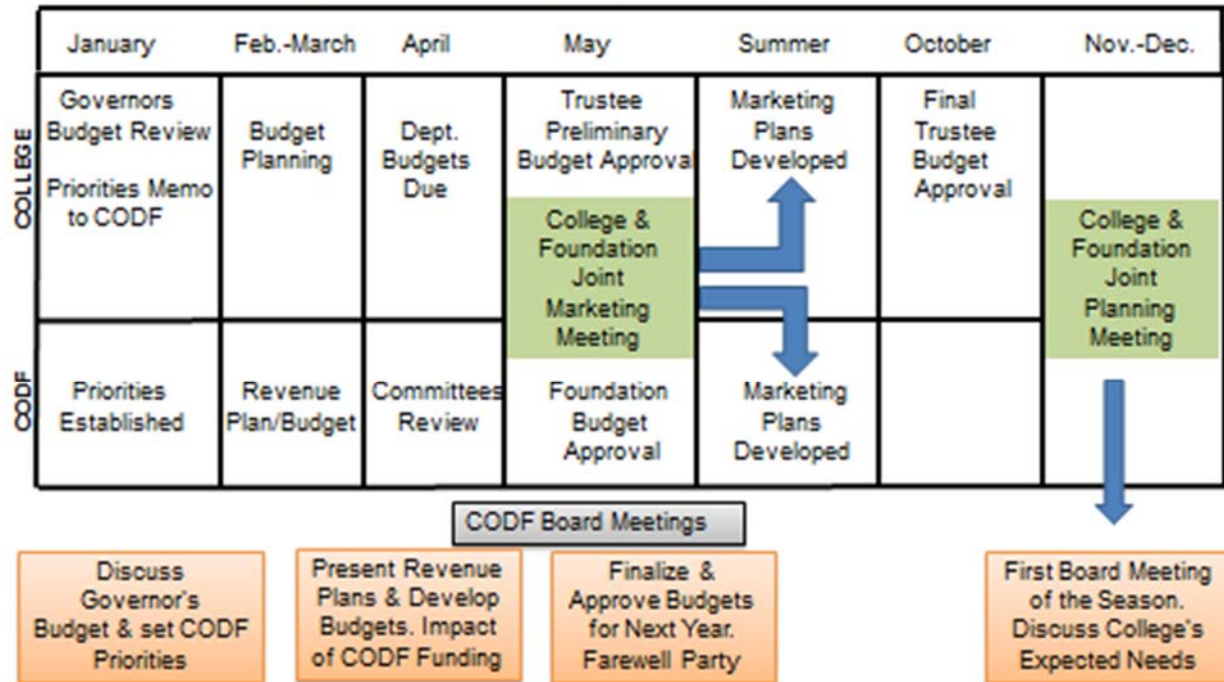 January
Feb.-March
April
May
Summer
October
Nov.-Dec.
COLLEGE
Governors
Budget Review
Priorities Memo
to CODF
Budget
Planning
Dept.
Budgets
Due
Trustee
Preliminary
Budget Approval
Marketing
Plans
Developed
Final
Trustee
Budget
Approval
College &
Foundation
Joint
Marketing
Meeting
College &
Foundation
Joint
Planning
Meeting
CODF
Priorities
Established
Revenue
Plan/Budget
Committees
Review
Foundation
Budget
Approval
Marketing
Plans
Developed
CODF Board Meetings
Discuss
Governor's
Budget & set CODF
Priorities
Present Revenue
Plans & Develop
Budgets. Impact
of CODF Funding
Finalize &
Approve Budgets
for Next Year.
Farewell Party
First Board Meeting
of the Season.
Discuss College's
Expected Needs